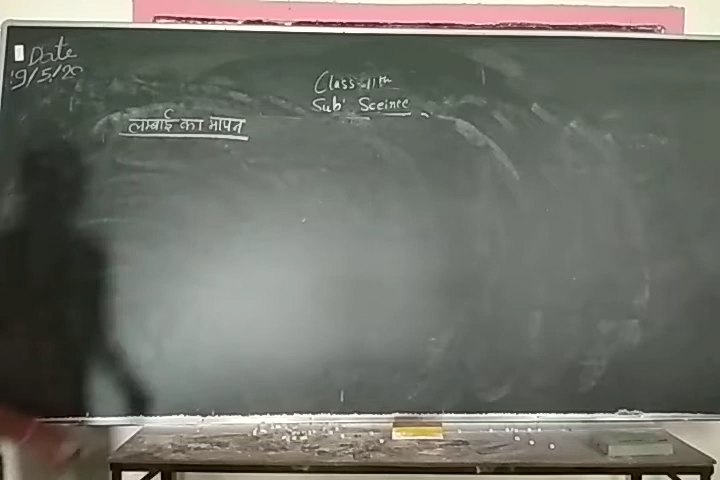 Date
19/5/20
Class-11th
Sub' Sceince
लम्बाई का मापन